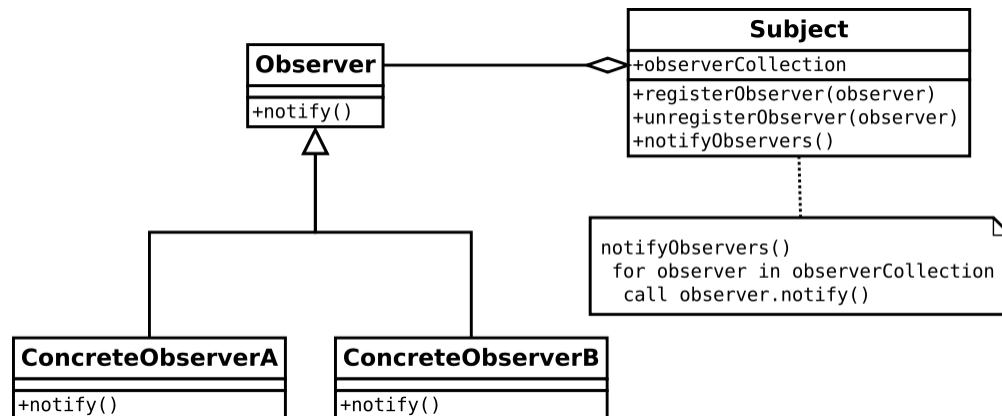 Subject
+observerCollection
+registerObserver(observer)
+unregisterObserver(observer)
+notifyObservers()
Observer
+notify()
notifyObservers()
for observer in observerCollection
call observer.notify()
ConcreteObserverA
+notify()
ConcreteObserverB
+notify()